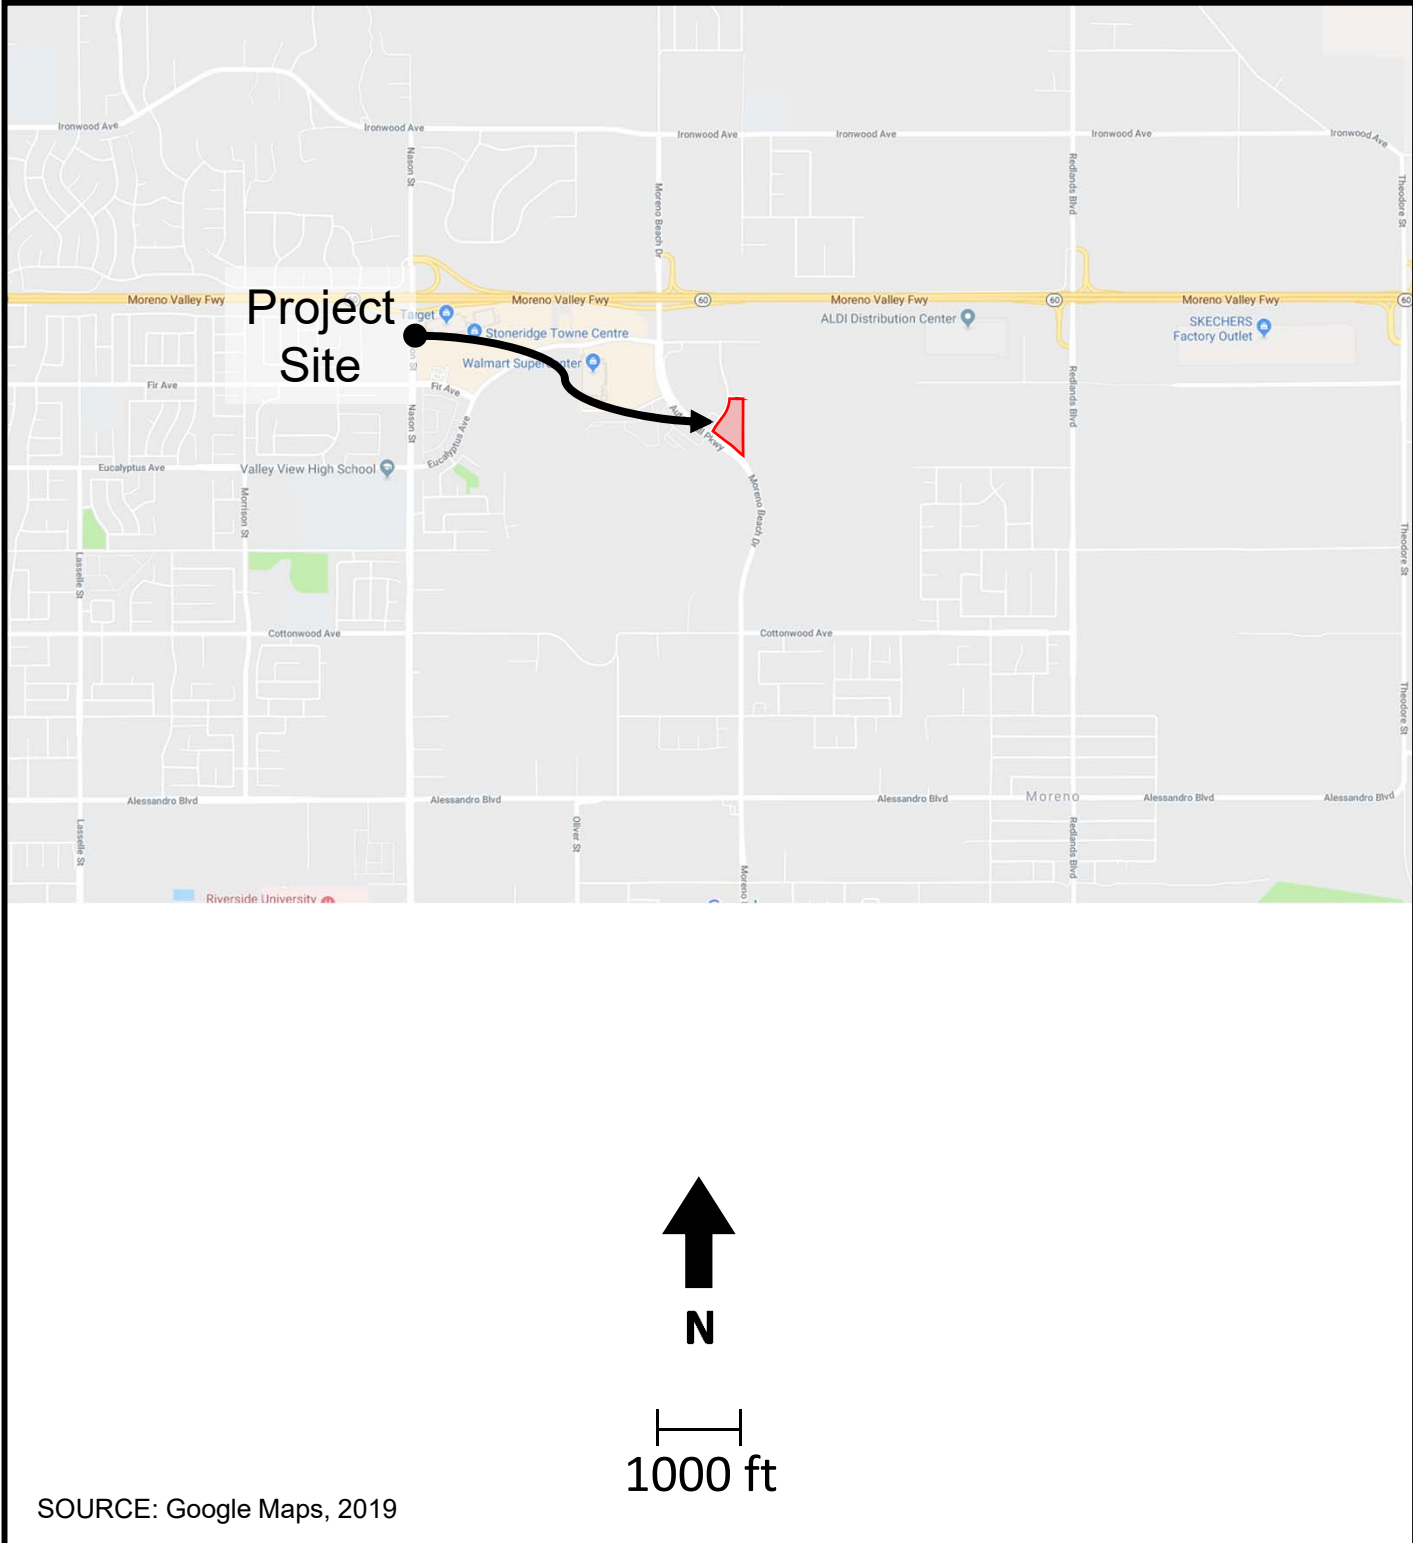 Ironwood Ave
Ironwood Ave
Ironwood Ave
Ironwood Ave
Ironwood Ave
Ironwood Ave
Nason St
Moreno Beach Dr
Redlands Blvd
Theodore St
Moreno Valley Fwy
60
Moreno Valley Fwy
60
Moreno Valley Fwy
60
Moreno Valley Fwy
60
Project
Site
Target
Stoneridge Towne Centre
Walmart Supercenter
ALDI Distribution Center
SKECHERS
Factory Outlet
Fir Ave
Fir Ave
Nason St
Redlands Blvd
Pkwy
Eucalyptus Ave
Eucalyptus Ave
Valley View High School
Morrison St
Moreno Beach Dr
Lasselle St
Theodore St
Cottonwood Ave
Cottonwood Ave
Theodore St
Alessandro Blvd
Alessandro Blvd
Alessandro Blvd
Moreno
Alessandro Blvd
Alessandro Blvd
Lasselle St
Oliver St
Redlands Blvd
Moreno
Riverside University
N
1000 ft
SOURCE: Google Maps, 2019